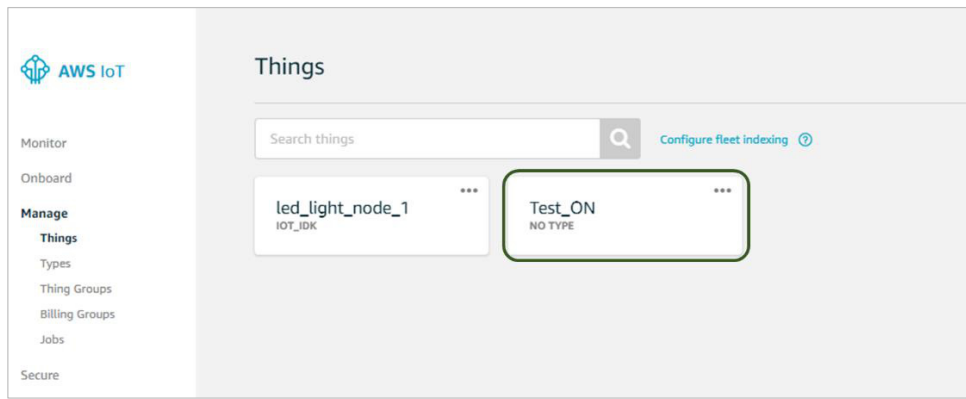 AWS IoT
Monitor
Onboard
Manage
Things
Types
Thing Groups
Billing Groups
Jobs
Secure
Things
Search things
Configure fleet indexing ?
led_light_node_1
IOT_IDK
Test_ON
NO TYPE